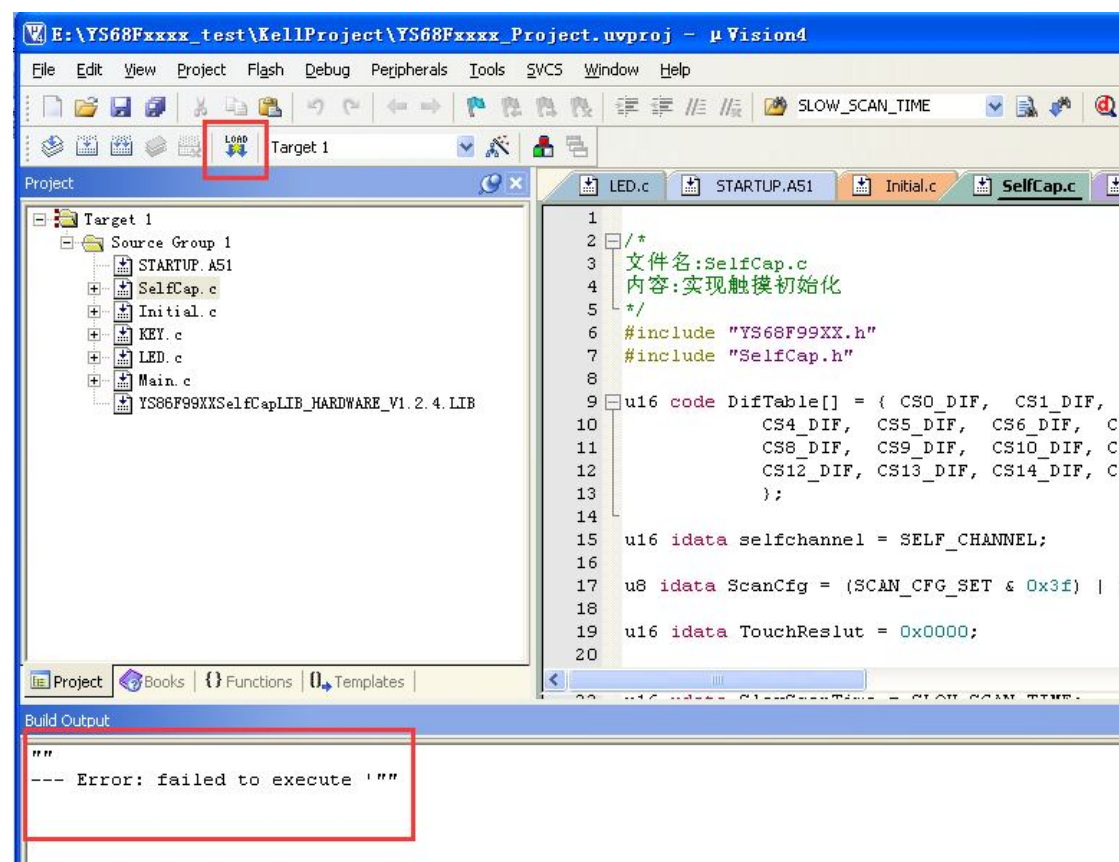 E:\YS68Fxxxx_test\KellProject\YS68Fxxxx_Project.uvproj - µVision4
File Edit View Project Flash Debug Peripherals Tools SVCS Window Help
SLOW_SCAN_TIME
LOAD Target 1
Project
LED.c STARTUP.A51 Initial.c SelfCap.c
Target 1
Source Group 1
STARTUP.A51
SelfCap.c
Initial.c
KEY.c
LED.c
Main.c
YS86F99XXSelfCapLIB_HARDWARE_V1.2.4.LIB
1
2 /*
3 文件名:SelfCap.c
4 内容:实现触摸初始化
5 */
6 #include "YS68F99XX.h"
7 #include "SelfCap.h"
8
9 u16 code DifTable[] = { CS0_DIF, CS1_DIF,
10 CS4_DIF, CS5_DIF, CS6_DIF, C
11 CS8_DIF, CS9_DIF, CS10_DIF, C
12 CS12_DIF, CS13_DIF, CS14_DIF, C
13 };
14
15 u16 idata selfchannel = SELF_CHANNEL;
16
17 u8 idata ScanCfg = (SCAN_CFG_SET & 0x3f) |
18
19 u16 idata TouchReslut = 0x0000;
20
Project Books {} Functions 0 Templates
Build Output
""
--- Error: failed to execute '""